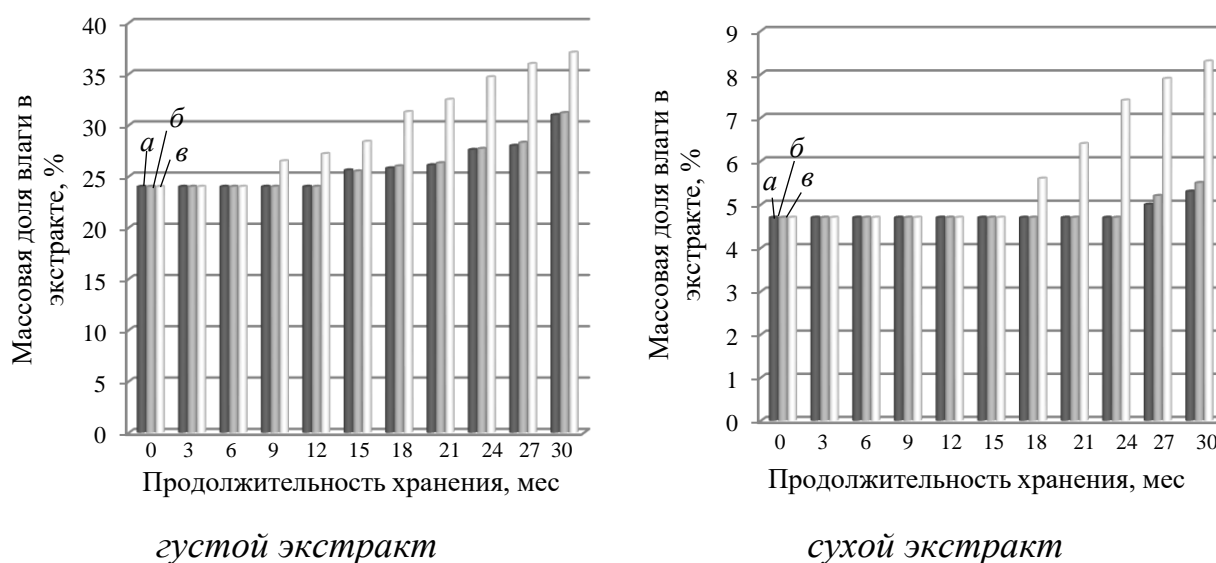 Массовая доля влаги в
экстракте, %
40
35
30
25
20
15
10
5
0
а
б
в
0 3 6 9 12 15 18 21 24 27 30
Продолжительность хранения, мес
густой экстракт
Массовая доля влаги в
экстракте, %
9
8
7
6
5
4
3
2
1
0
а
б
в
0 3 6 9 12 15 18 21 24 27 30
Продолжительность хранения, мес
сухой экстракт